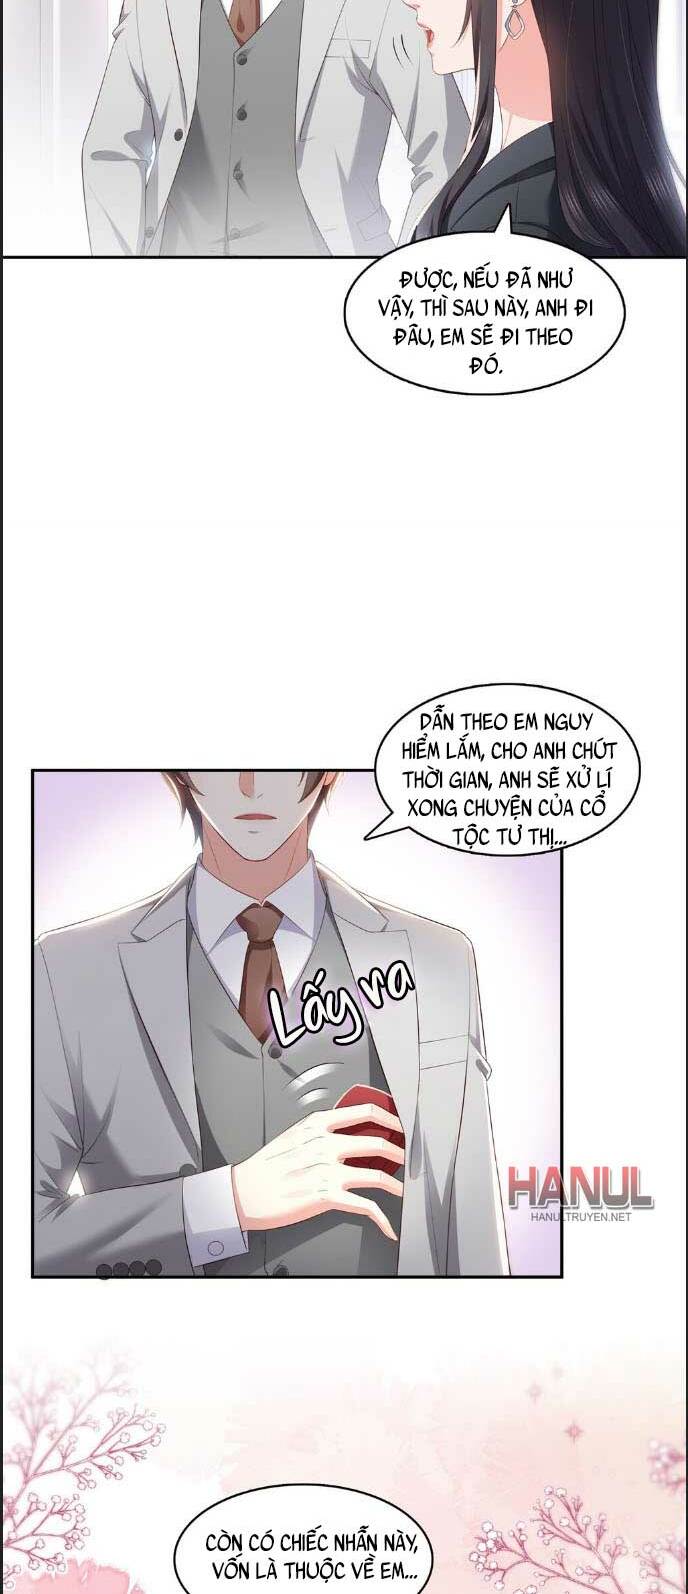 ĐƯỢC, NẾU ĐÃ NHƯ
VẬY, THÌ SAU NÀY, ANH ĐI
ĐÂU, EM SẼ ĐI THEO
ĐÓ.
DẪN THEO EM NGUY
HIỂM LẮM, CHO ANH CHÚT
THỜI GIAN, ANH SẼ XỬ LÍ
XONG CHUYỆN CỦA CỔ
TỘC TƯ THỊ...
Lấy ra
HANUL
HANULTRUYEN.NET
CÒN CÓ CHIẾC NHẪN NÀY,
VỐN LÀ THUỘC VỀ EM...